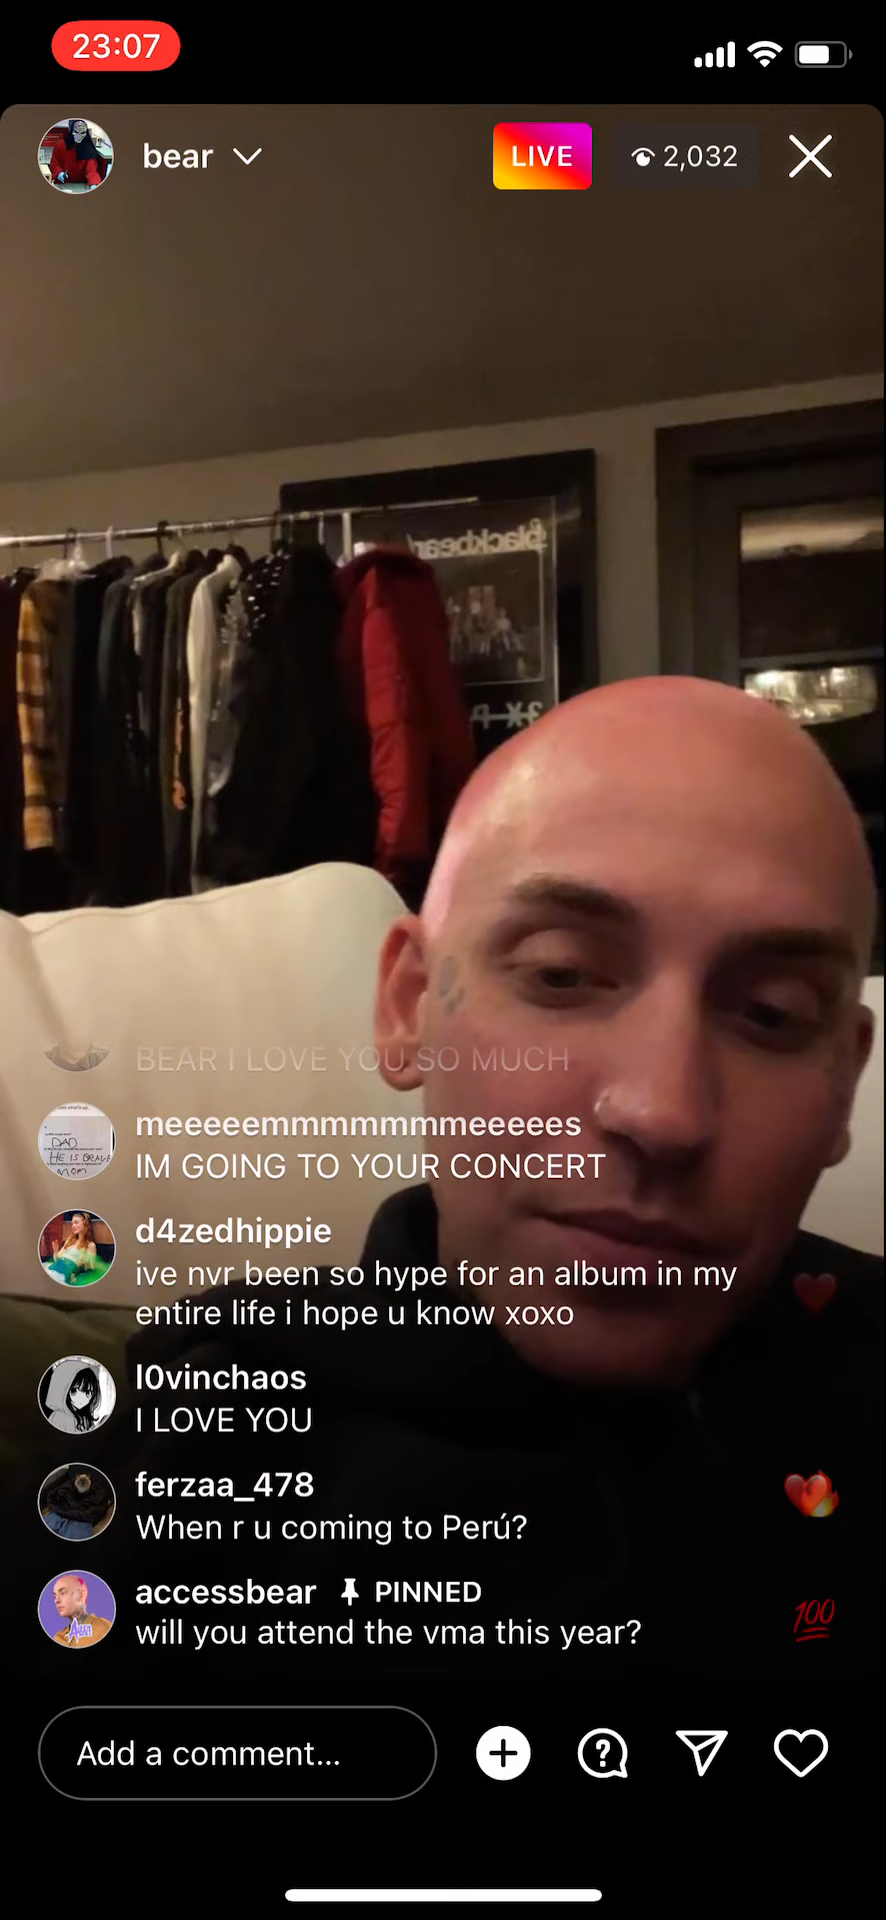 23:07
bear
LIVE
2,032
blackbear
BEAR I LOVE YOU SO MUCH
meeeeemmmmmmmeeeees
IM GOING TO YOUR CONCERT
d4zedhippie
ive nvr been so hype for an album in my
entire life i hope u know xoxo
l0vinchaos
I LOVE YOU
ferzaa_478
When r u coming to Perú?
accessbear PINNED
will you attend the vma this year?
100
Add a comment...